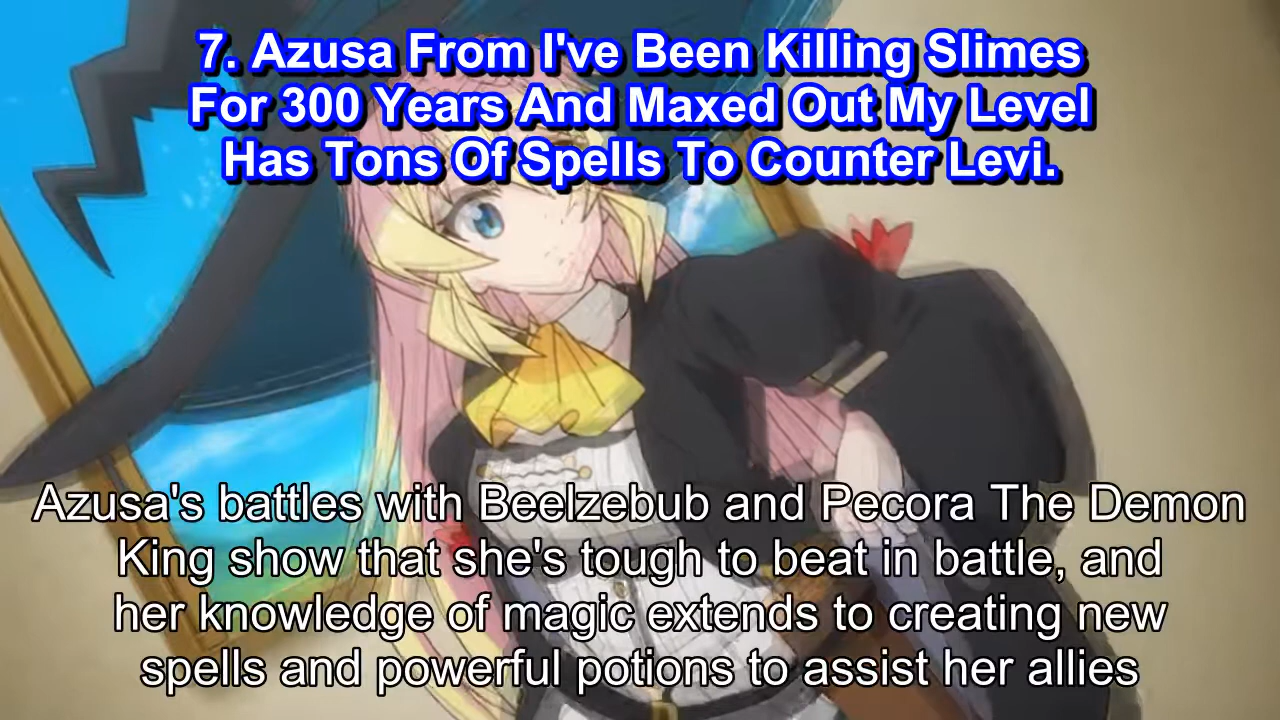 7. Azusa From I've Been Killing Slimes
For 300 Years And Maxed Out My Level
Has Tons Of Spells To Counter Levi.
Azusa's battles with Beelzebub and Pecora The Demon
King show that she's tough to beat in battle, and
her knowledge of magic extends to creating new
spells and powerful potions to assist her allies